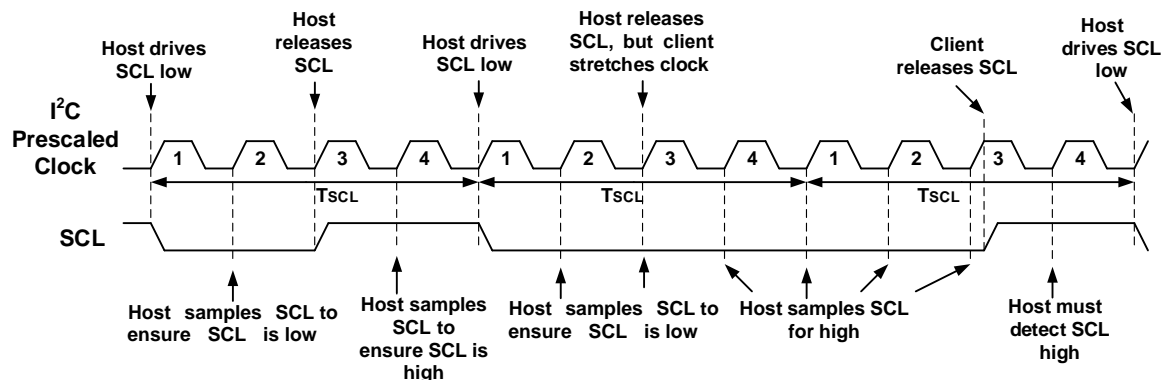 Host drives
SCL low
Host
releases
SCL
Host drives
SCL low
Host releases
SCL, but client
stretches clock
Client
releases SCL
Host
drives SCL
low
I²C
Prescaled
Clock
1 2 3 4 1 2 3 4 1 2 3 4
TSCL TSCL TSCL
SCL
Host samples SCL to
ensure SCL is low
Host samples
SCL to
ensure SCL is
high
Host samples SCL to
ensure SCL is low
Host samples SCL
for high
Host must
detect SCL
high